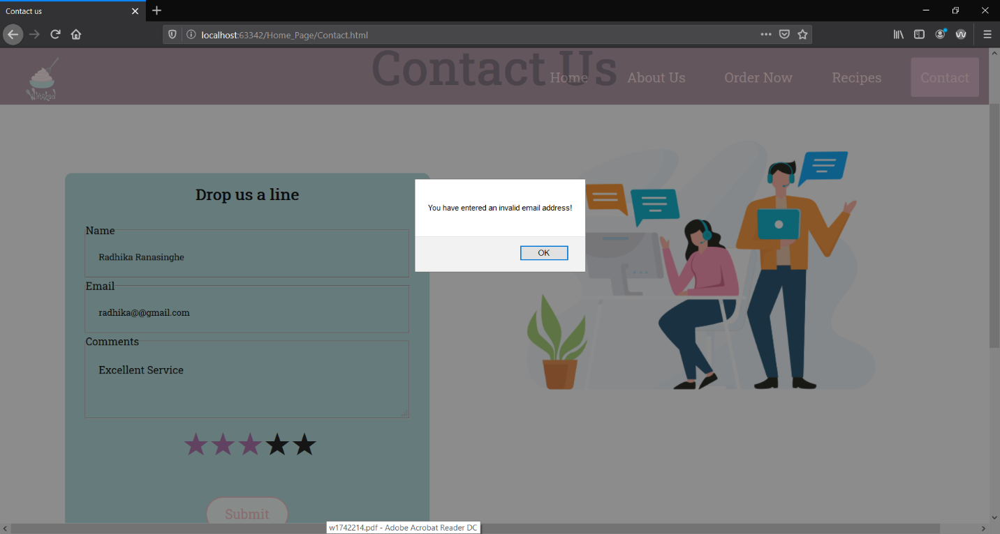 Contact us
localhost:63342/Home_Page/Contact.html
Contact Us
Home
About Us
Order Now
Recipes
Contact
Drop us a line
Name
Radhika Ranasinghe
Email
radhika@@gmail.com
Comments
Excellent Service
Submit
You have entered an invalid email address!
OK
w1742214.pdf - Adobe Acrobat Reader DC